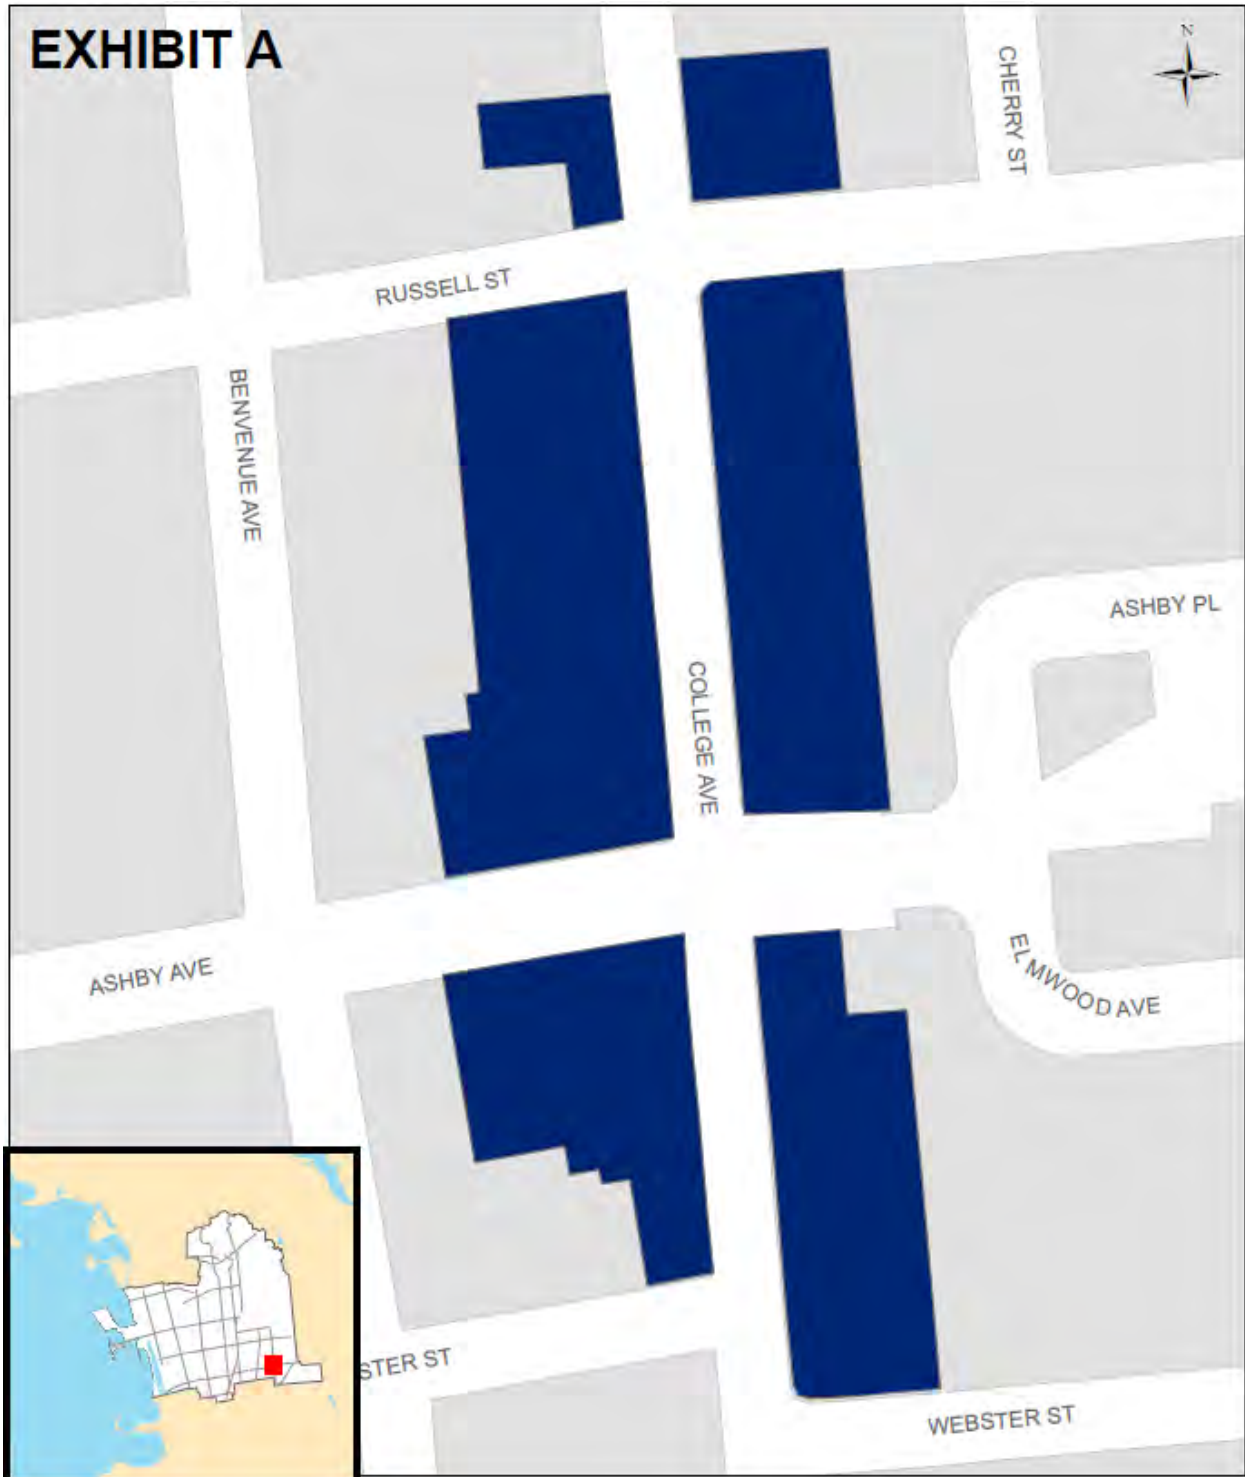 EXHIBIT A
N
CHERRY ST
RUSSELL ST
BENVENUE AVE
ASHBY PL
COLLEGE AVE
ASHBY AVE
ELMWOOD AVE
STER ST
WEBSTER ST